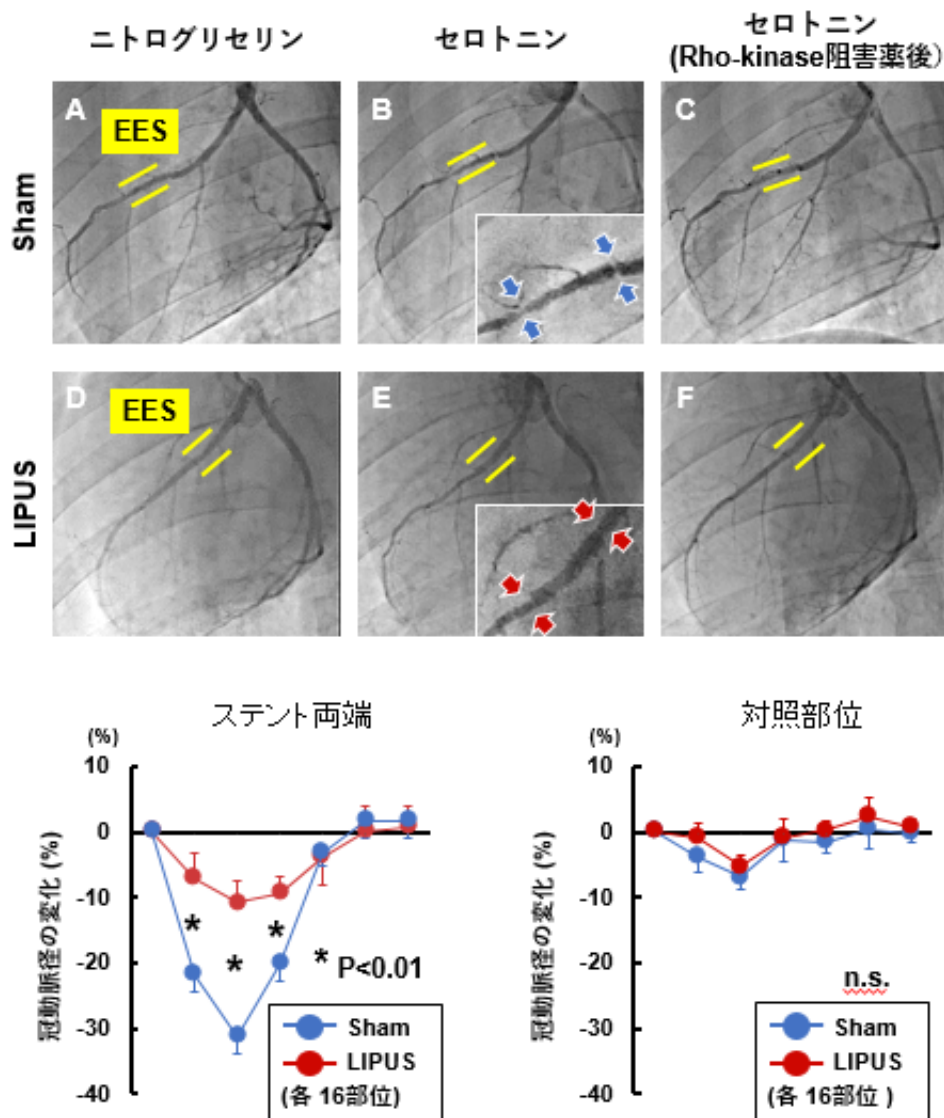 ニトログリセリン
セロトニン
セロトニン
(Rho-kinase阻害薬後)
Sham
A
EES
B
C
LIPUS
D
EES
E
F
ステント両端
(%)
冠動脈径の変化 (%)
10
0
-10
-20
-30
-40
*
*
*
* P<0.01
Sham
LIPUS
(各 16部位)
対照部位
(%)
冠動脈径の変化 (%)
10
0
-10
-20
-30
-40
n.s.
Sham
LIPUS
(各 16部位 )